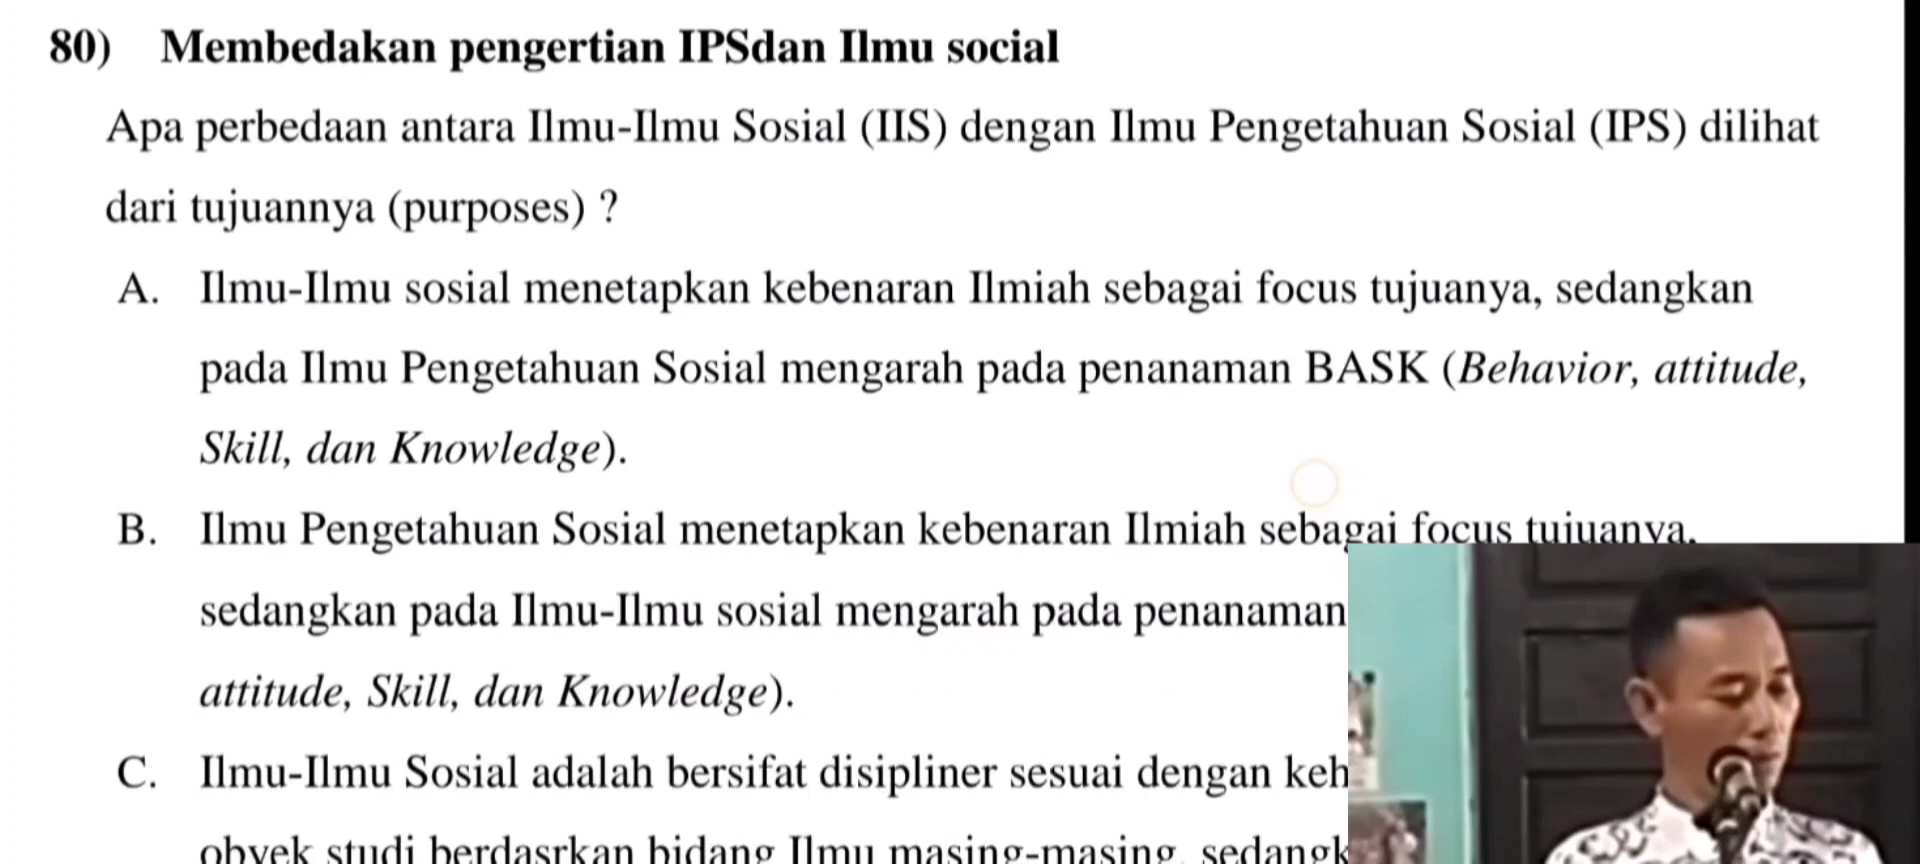 80) Membedakan pengertian IPSdan Ilmu social
Apa perbedaan antara Ilmu-Ilmu Sosial (IIS) dengan Ilmu Pengetahuan Sosial (IPS) dilihat
dari tujuannya (purposes) ?
A. Ilmu-Ilmu sosial menetapkan kebenaran Ilmiah sebagai focus tujuanya, sedangkan
pada Ilmu Pengetahuan Sosial mengarah pada penanaman BASK (Behavior, attitude,
Skill, dan Knowledge).
B. Ilmu Pengetahuan Sosial menetapkan kebenaran Ilmiah sebagai focus tujuanya,
sedangkan pada Ilmu-Ilmu sosial mengarah pada penanaman
attitude, Skill, dan Knowledge).
C. Ilmu-Ilmu Sosial adalah bersifat disipliner sesuai dengan
obyek studi berdasrkan bidang Ilmu masing-masing,